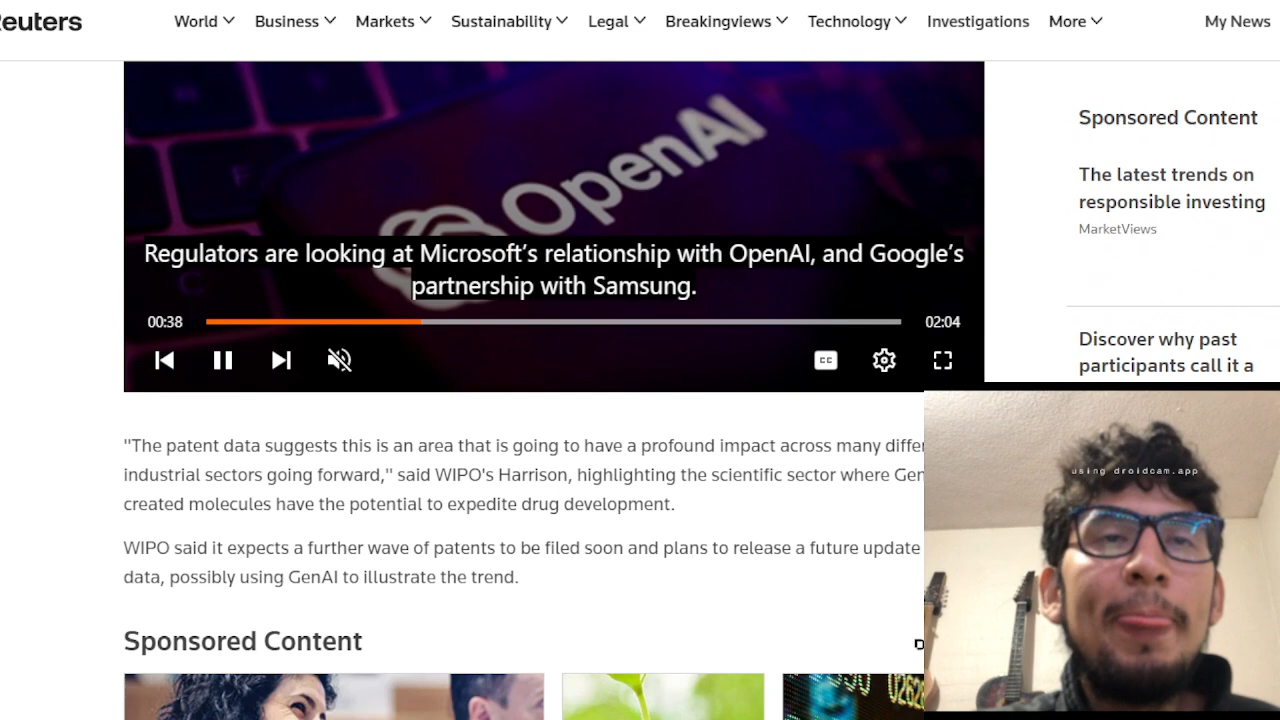 Reuters
World Business Markets Sustainability Legal Breakingviews Technology Investigations More My News
OpenAI
Regulators are looking at Microsoft’s relationship with OpenAI, and Google’s
partnership with Samsung.
00:38 02:04
CC
Sponsored Content
The latest trends on
responsible investing
MarketViews
Discover why past
participants call it a
"The patent data suggests this is an area that is going to have a profound impact across many differ
industrial sectors going forward," said WIPO's Harrison, highlighting the scientific sector where Gen
created molecules have the potential to expedite drug development.
WIPO said it expects a further wave of patents to be filed soon and plans to release a future update
data, possibly using GenAI to illustrate the trend.
Sponsored Content
using droidcam.app